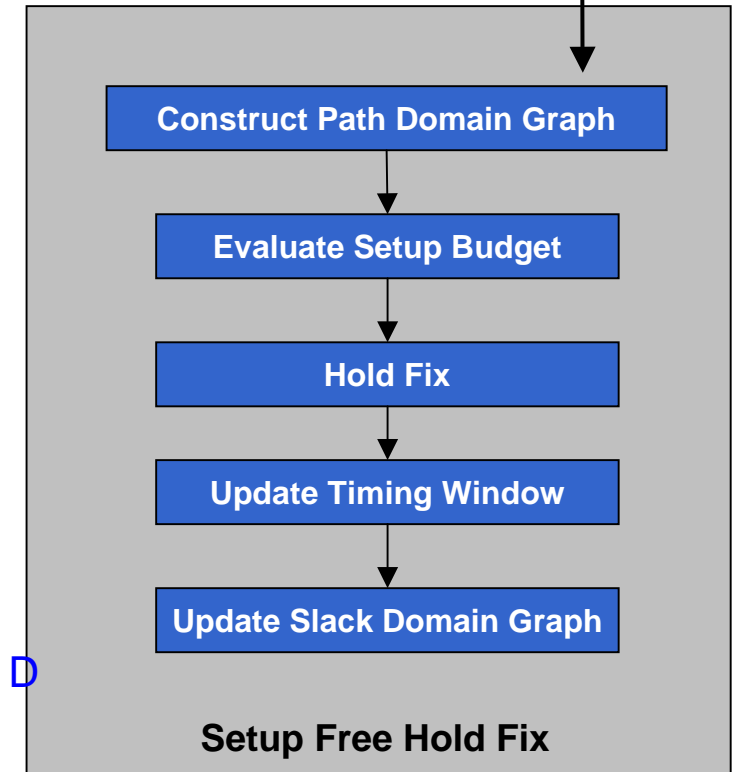 Construct Path Domain Graph
Evaluate Setup Budget
Hold Fix
Update Timing Window
Update Slack Domain Graph
D
Setup Free Hold Fix